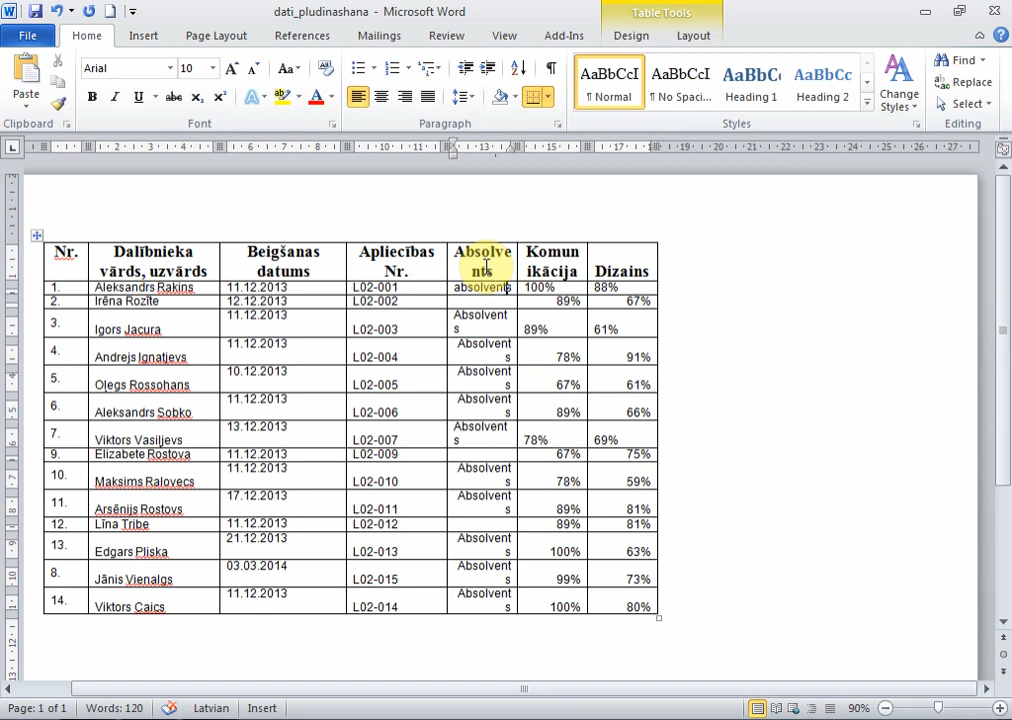 dati_pludinashana - Microsoft Word
Table Tools
File Home Insert Page Layout References Mailings Review View Add-Ins Design Layout
Paste
Arial 10
AaBbCcI AaBbCcI AaBbC AaBbCc
¶ Normal ¶ No Spaci... Heading 1 Heading 2
Change Styles
Find
Replace
Select
Clipboard Font Paragraph Styles Editing
Nr. Dalībnieka vārds, uzvārds Beigšanas datums Apliecības Nr. Absolvents Komunikācija Dizains
1. Aleksandrs Rakins 11.12.2013 L02-001 absolvents 100% 88%
2. Irēna Rozīte 12.12.2013 L02-002 89% 67%
3. Igors Jacura 11.12.2013 L02-003 Absolvents 89% 61%
4. Andrejs Ignatjevs 11.12.2013 L02-004 Absolvents 78% 91%
5. Oļegs Rossohans 10.12.2013 L02-005 Absolvents 67% 61%
6. Aleksandrs Sobko 11.12.2013 L02-006 Absolvents 89% 66%
7. Viktors Vasiļjevs 13.12.2013 L02-007 Absolvents 78% 69%
9. Elizabete Rostova 11.12.2013 L02-009 67% 75%
10. Maksims Ralovecs 11.12.2013 L02-010 Absolvents 78% 59%
11. Arsēnijs Rostovs 17.12.2013 L02-011 Absolvents 89% 81%
12. Līna Tribe 11.12.2013 L02-012 89% 81%
13. Edgars Pliska 21.12.2013 L02-013 Absolvents 100% 63%
8. Jānis Vienalgs 03.03.2014 L02-015 Absolvents 99% 73%
14. Viktors Caics 11.12.2013 L02-014 Absolvents 100% 80%
Page: 1 of 1 Words: 120 Latvian Insert 90%